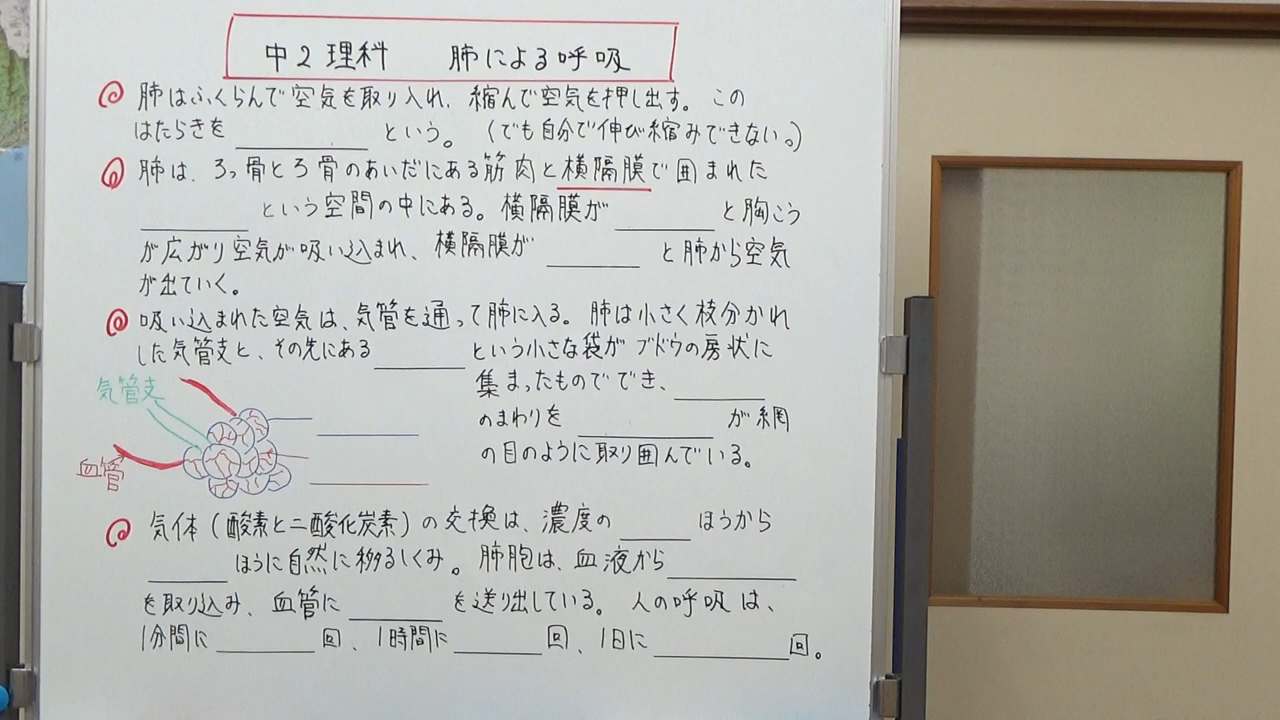 中2理科 肺による呼吸
肺はふくらんで空気を取り入れ、縮んで空気を押し出す。この
はたらきを ＿＿＿＿ という。(でも自分で伸び縮みできない。)
肺は、ろっ骨とろ骨のあいだにある筋肉と横隔膜で囲まれた
＿＿＿＿ という空間の中にある。横隔膜が ＿＿＿＿ と胸こう
が広がり空気が吸い込まれ、横隔膜が ＿＿＿＿ と肺から空気
が出ていく。
吸い込まれた空気は、気管を通って肺に入る。肺は小さく枝分かれ
した気管支と、その先にある ＿＿＿＿ という小さな袋がブドウの房状に
集まったものででき、＿＿＿＿
のまわりを ＿＿＿＿ が網
の目のように取り囲んでいる。
気管支
血管
気体(酸素と二酸化炭素)の交換は、濃度の ＿＿＿＿ ほうから
＿＿＿＿ ほうに自然に移るしくみ。肺胞は、血液から ＿＿＿＿
を取り込み、血管に ＿＿＿＿ を送り出している。人の呼吸は、
1分間に ＿＿＿＿ 回、1時間に ＿＿＿＿ 回、1日に ＿＿＿＿ 回。